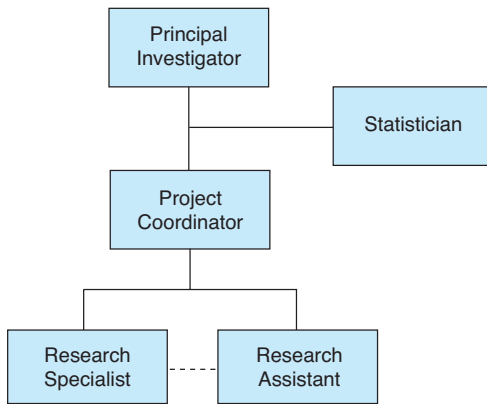 Principal
Investigator
Statistician
Project
Coordinator
Research
Specialist
Research
Assistant